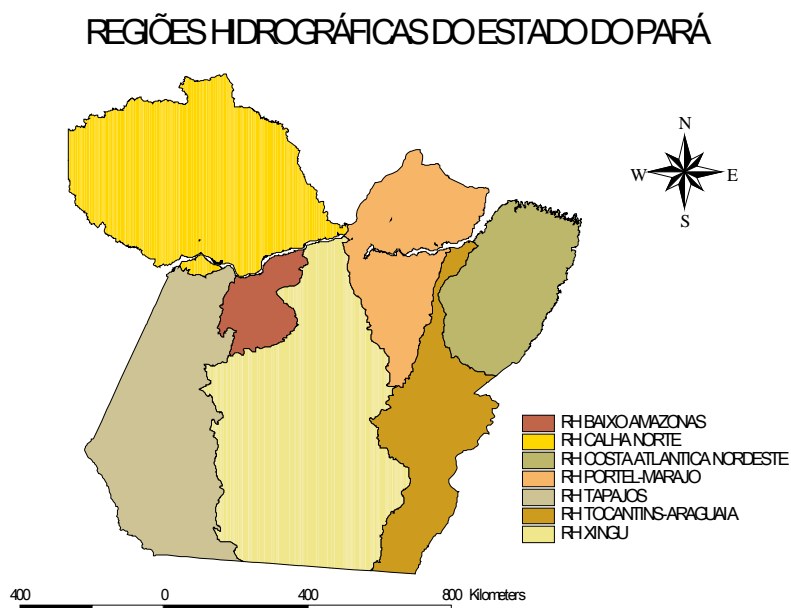 REGIÕES HIDROGRÁFICAS DO ESTADO DO PARÁ
N
W E
S
RH BAIXO AMAZONAS
RH CALHA NORTE
RH COSTA ATLANTICA NORDESTE
RH PORTEL-MARAJO
RH TAPAJOS
RH TOCANTINS-ARAGUAIA
RH XINGU
400 0 400 800 Kilometers